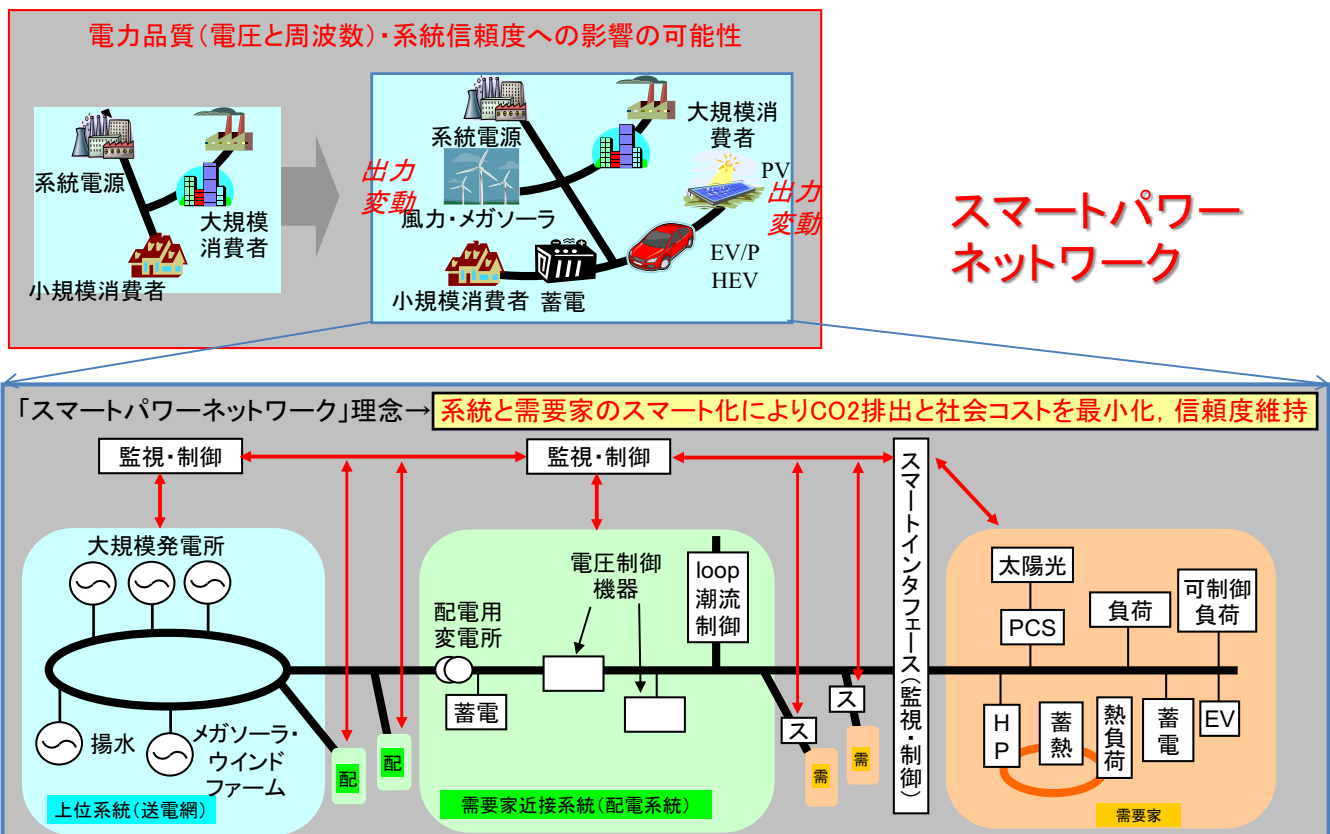 電力品質(電圧と周波数)・系統信頼度への影響の可能性
系統電源
大規模
消費者
小規模消費者
系統電源
大規模消
費者
出力
変動
風力・メガソーラ
PV
出力
変動
EV/P
HEV
小規模消費者
蓄電
スマートパワー
ネットワーク
「スマートパワーネットワーク」理念→
系統と需要家のスマート化によりCO2排出と社会コストを最小化，信頼度維持
監視・制御
監視・制御
スマートインタフェース(監視・制御)
大規模発電所
揚水
メガソーラ・
ウインド
ファーム
上位系統(送電網)
配
配
配電用
変電所
蓄電
電圧制御
機器
loop
潮流
制御
ス
ス
需
需
需要家近接系統(配電系統)
太陽光
PCS
負荷
可制御
負荷
HP
蓄熱
熱負荷
蓄電
EV
需要家